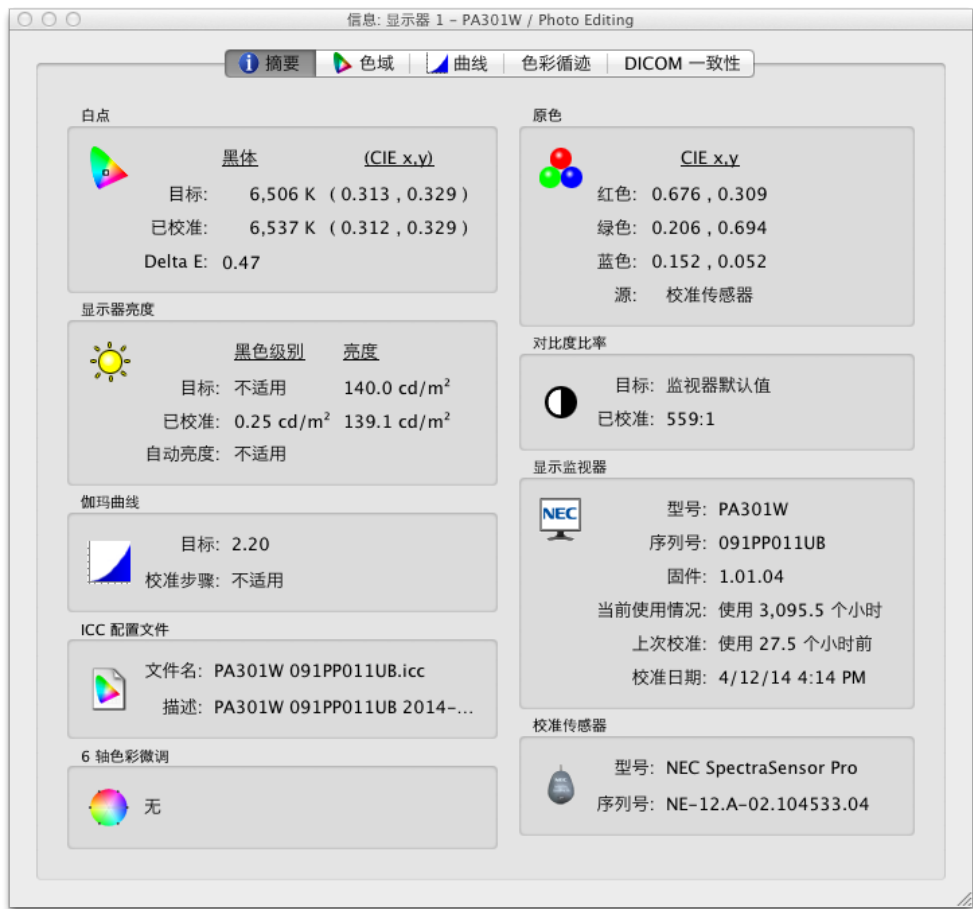 信息: 显示器 1 – PA301W / Photo Editing
摘要 色域 曲线 色彩循迹 DICOM 一致性
白点
黑体 (CIE x,y)
目标: 6,506 K ( 0.313 , 0.329 )
已校准: 6,537 K ( 0.312 , 0.329 )
Delta E: 0.47
显示器亮度
黑色级别 亮度
目标: 不适用 140.0 cd/m²
已校准: 0.25 cd/m² 139.1 cd/m²
自动亮度: 不适用
伽玛曲线
目标: 2.20
校准步骤: 不适用
ICC 配置文件
文件名: PA301W 091PP011UB.icc
描述: PA301W 091PP011UB 2014-...
6 轴色彩微调
无
原色
CIE x,y
红色: 0.676 , 0.309
绿色: 0.206 , 0.694
蓝色: 0.152 , 0.052
源: 校准传感器
对比度比率
目标: 监视器默认值
已校准: 559:1
显示监视器
NEC
型号: PA301W
序列号: 091PP011UB
固件: 1.01.04
当前使用情况: 使用 3,095.5 个小时
上次校准: 使用 27.5 个小时前
校准日期: 4/12/14 4:14 PM
校准传感器
型号: NEC SpectraSensor Pro
序列号: NE-12.A-02.104533.04